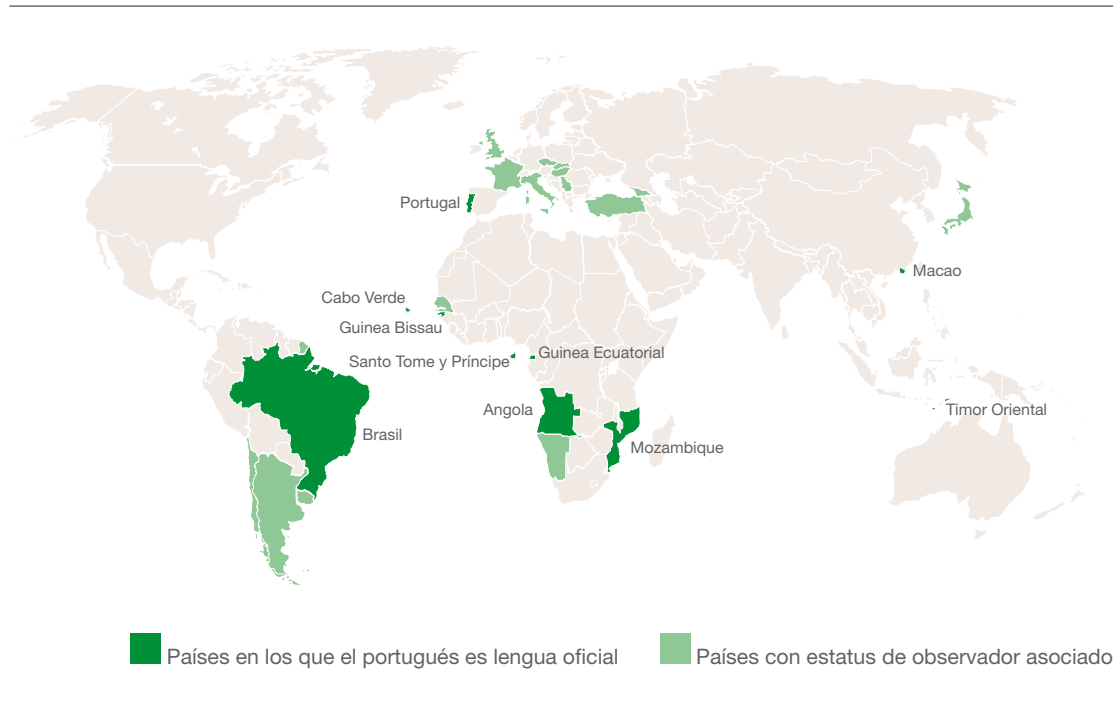 Portugal
Macao
Cabo Verde
Guinea Bissau
Santo Tome y Príncipe
Guinea Ecuatorial
Angola
Timor Oriental
Brasil
Mozambique
Países en los que el portugués es lengua oficial
Países con estatus de observador asociado